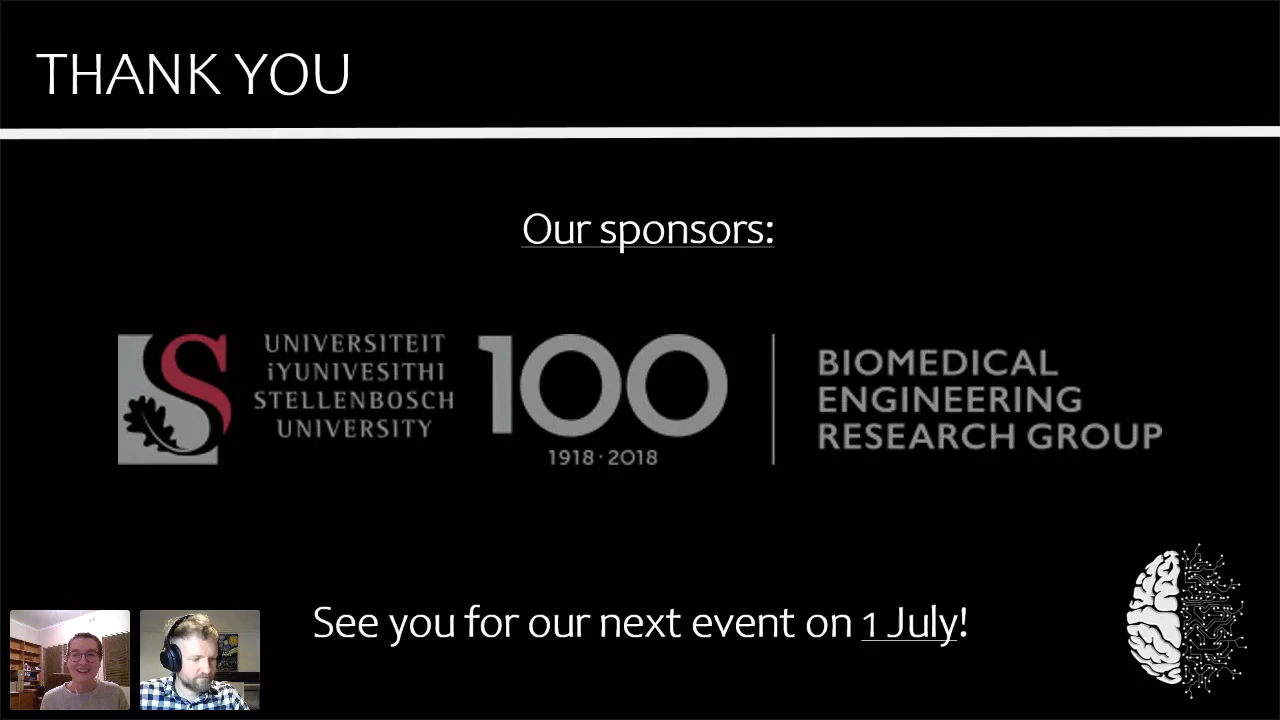 THANK YOU
Our sponsors:
UNIVERSITEIT
iYUNIVESITHI
STELLENBOSCH
UNIVERSITY
100
1918 · 2018
BIOMEDICAL
ENGINEERING
RESEARCH GROUP
See you for our next event on 1 July!